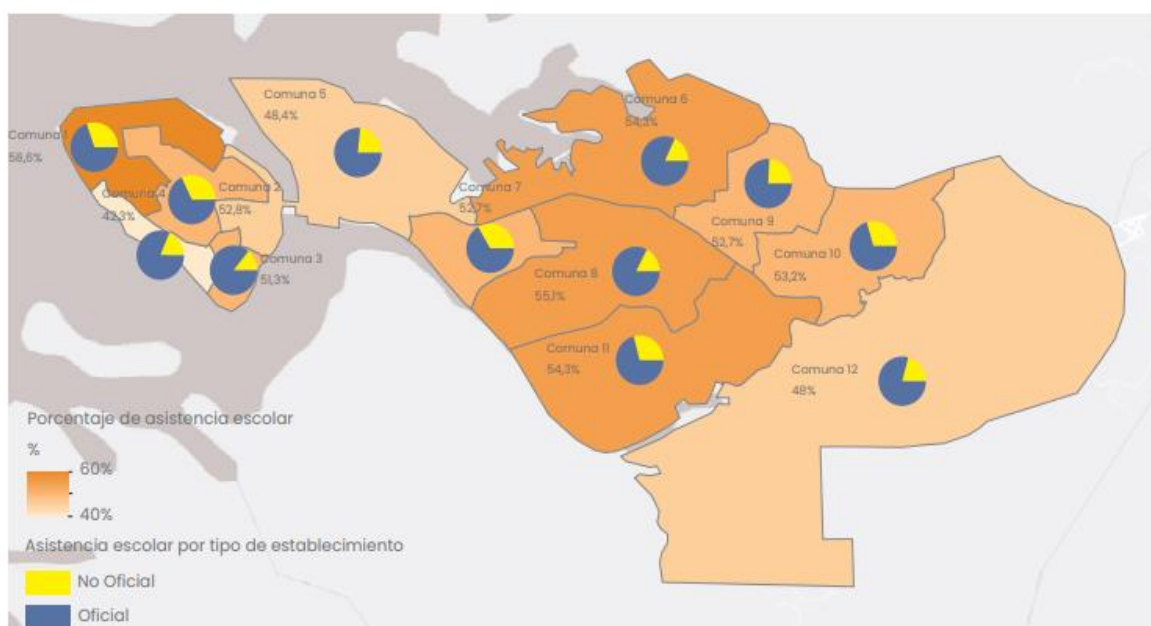 Comuna 1
58,6%
Comuna 4
42,3%
Comuna 2
52,8%
Comuna 3
51,3%
Comuna 5
48,4%
Comuna 7
52,7%
Comuna 6
54,3%
Comuna 9
52,7%
Comuna 10
53,2%
Comuna 8
55,1%
Comuna 11
54,3%
Comuna 12
48%
Porcentaje de asistencia escolar
%
60%
40%
Asistencia escolar por tipo de establecimiento
No Oficial
Oficial